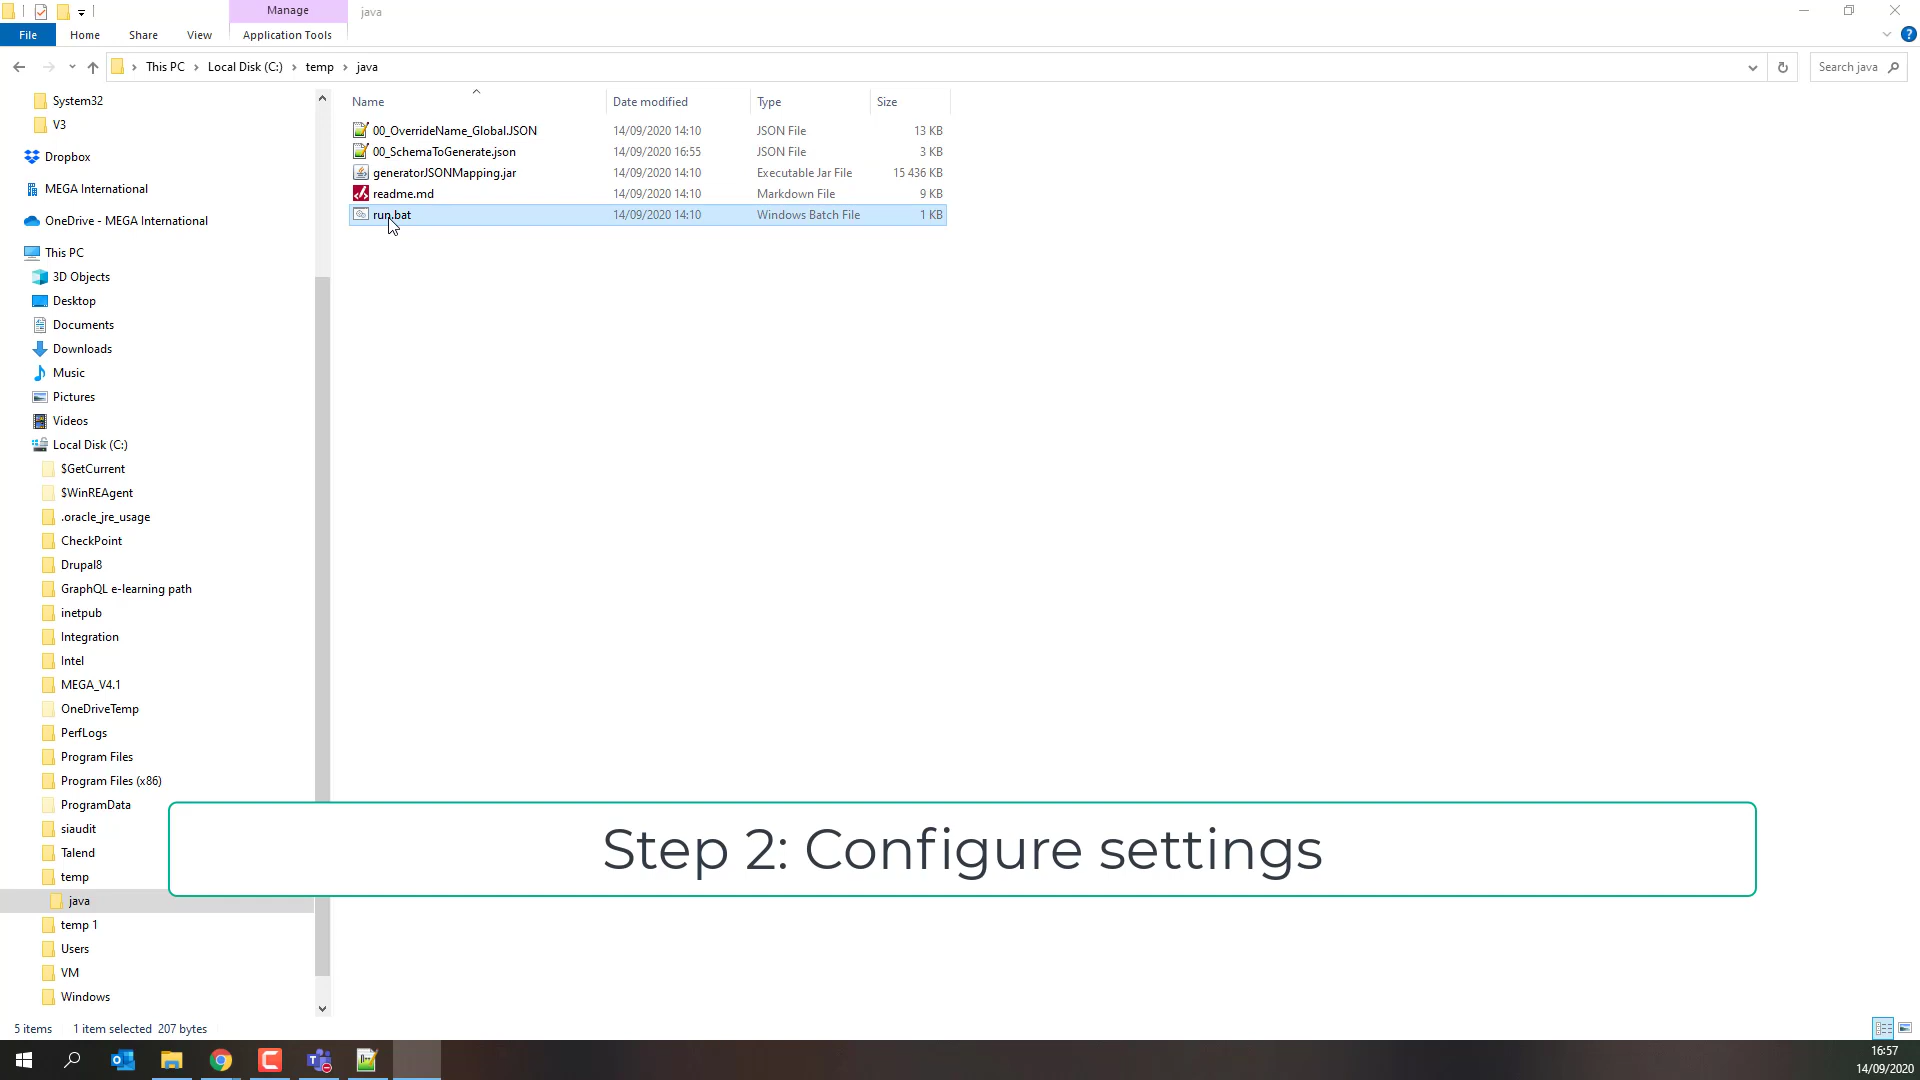 Manage
java
File
Home
Share
View
Application Tools
This PC
Local Disk (C:)
temp
java
Search java
System32
V3
Dropbox
MEGA International
OneDrive - MEGA International
This PC
3D Objects
Desktop
Documents
Downloads
Music
Pictures
Videos
Local Disk (C:)
$GetCurrent
$WinREAgent
.oracle_jre_usage
CheckPoint
Drupal8
GraphQL e-learning path
inetpub
Integration
Intel
MEGA_V4.1
OneDriveTemp
PerfLogs
Program Files
Program Files (x86)
ProgramData
siaudit
Talend
temp
java
temp 1
Users
VM
Windows
Name Date modified Type Size
00_OverrideName_Global.JSON 14/09/2020 14:10 JSON File 13 KB
00_SchemaToGenerate.json 14/09/2020 16:55 JSON File 3 KB
generatorJSONMapping.jar 14/09/2020 14:10 Executable Jar File 15 436 KB
readme.md 14/09/2020 14:10 Markdown File 9 KB
run.bat 14/09/2020 14:10 Windows Batch File 1 KB
Step 2: Configure settings
5 items 1 item selected 207 bytes
16:57
14/09/2020